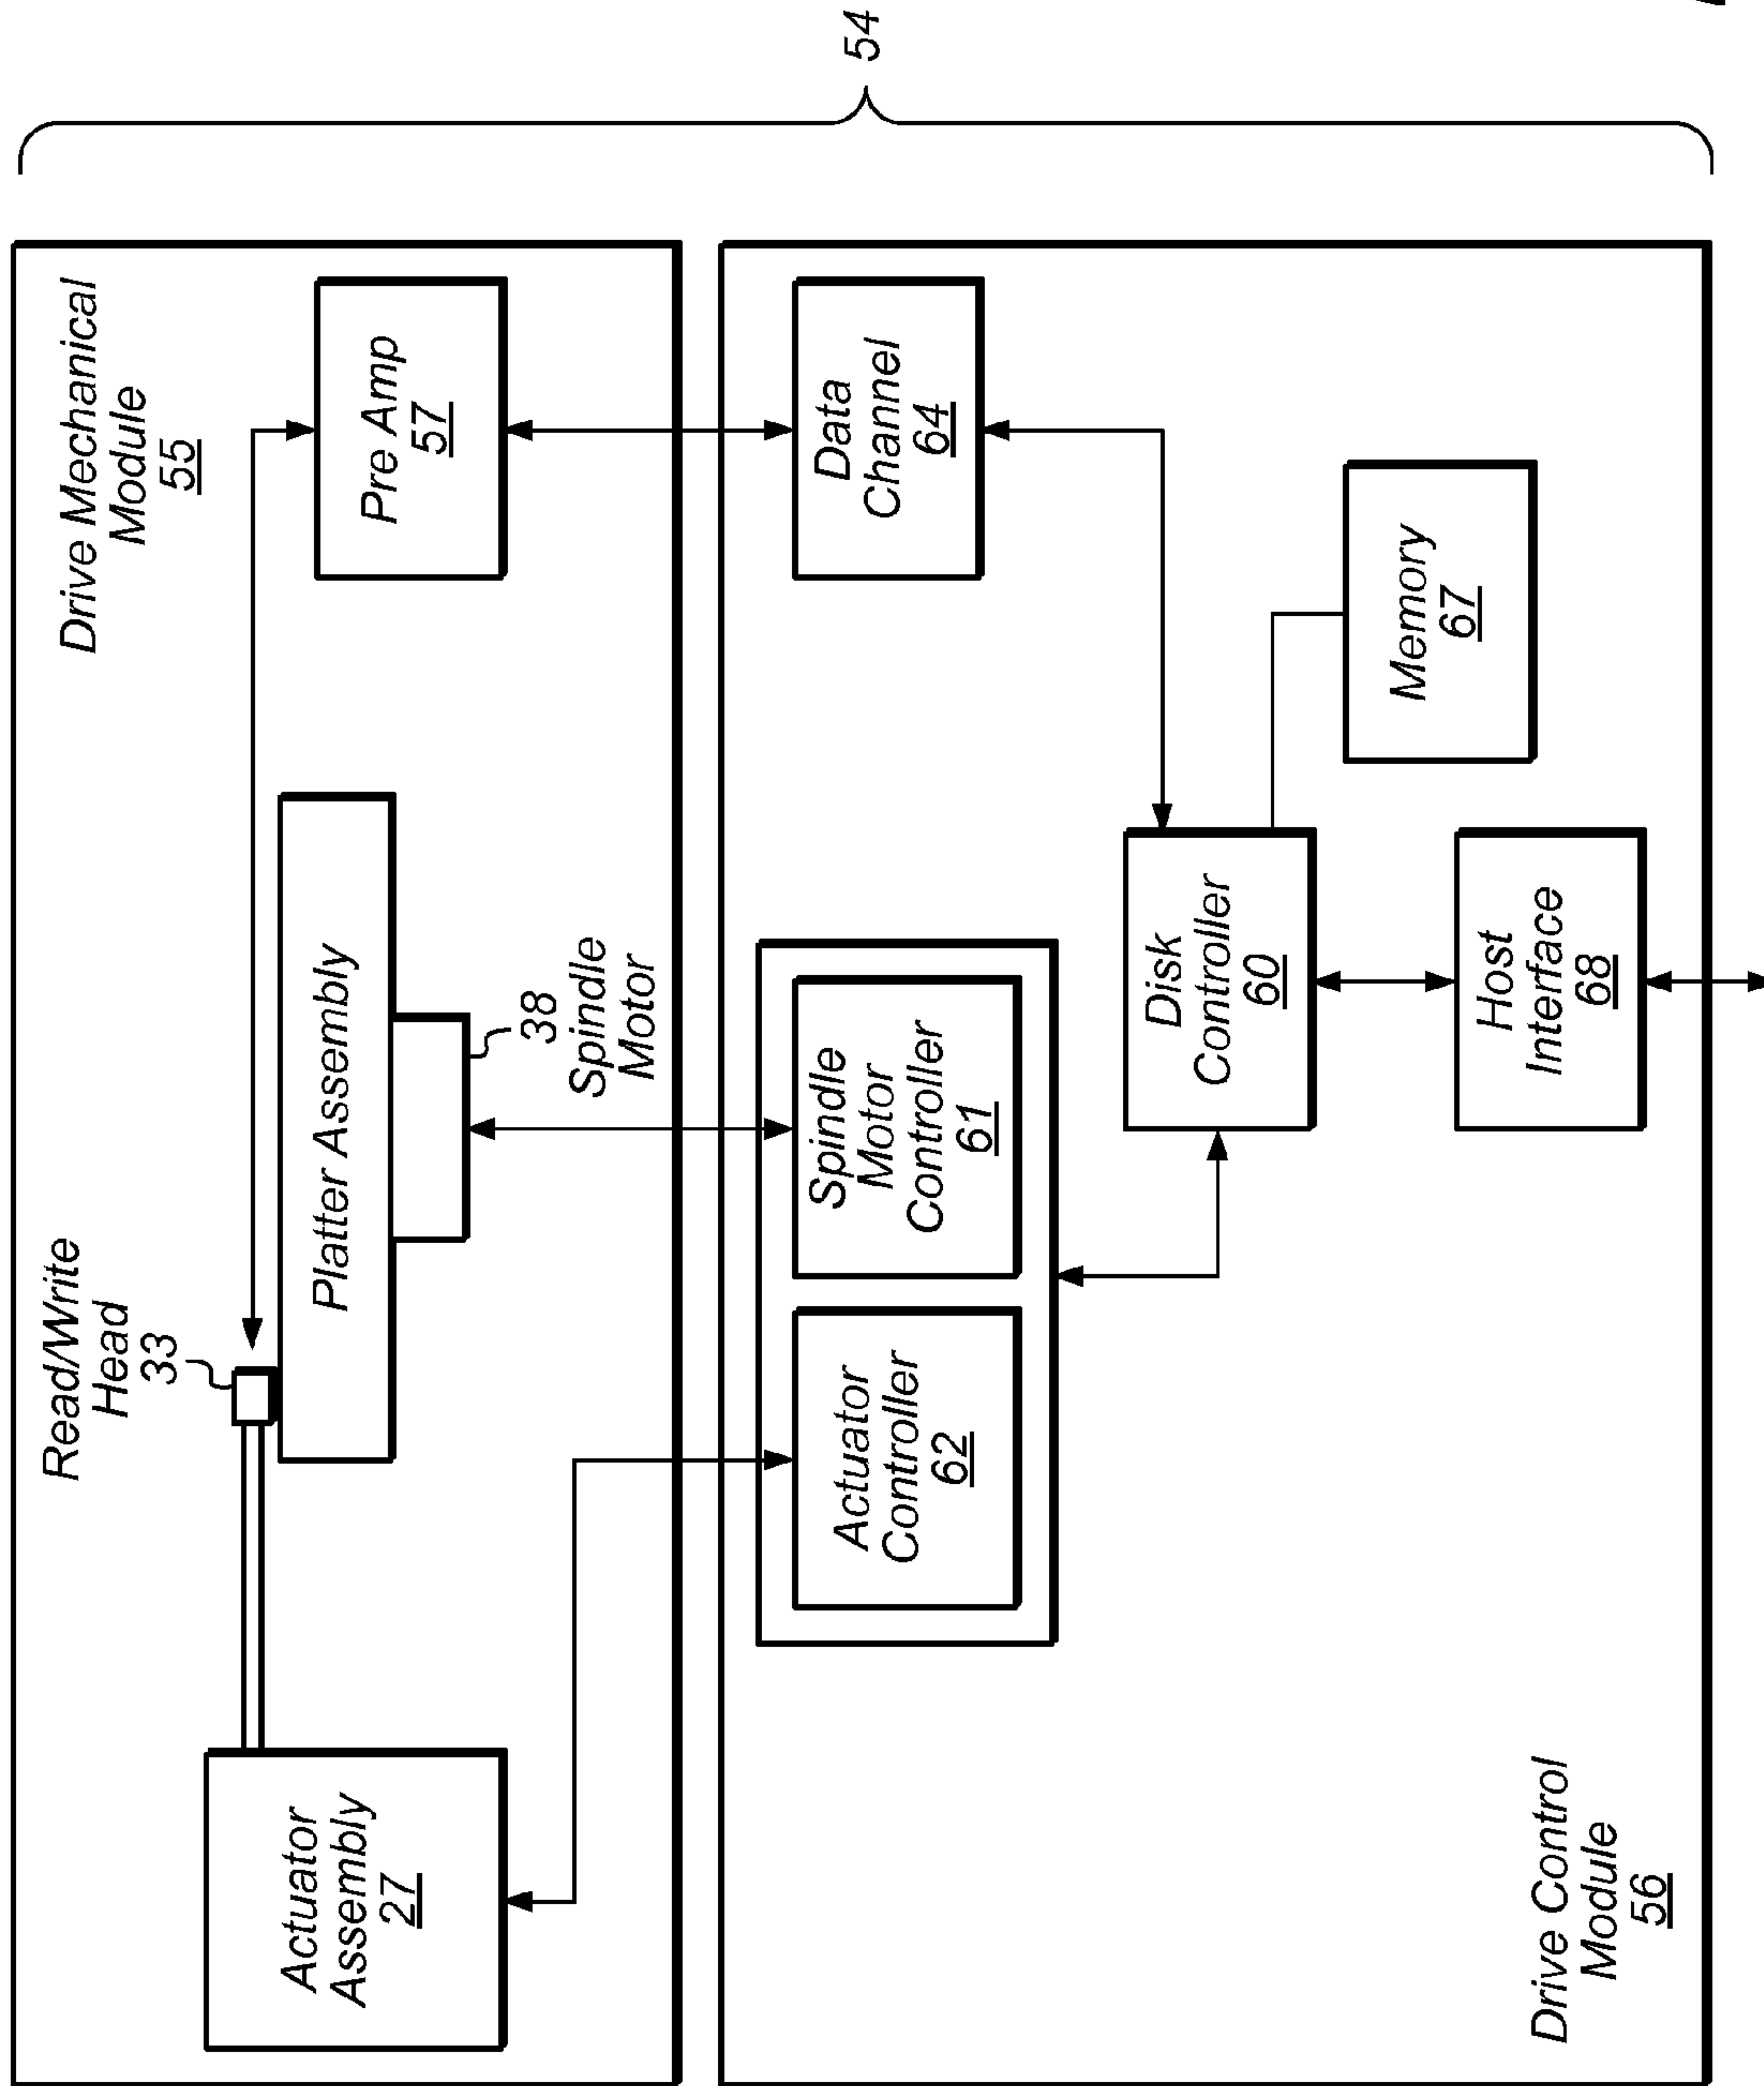 54
Drive Mechanical
Module
55
Read/Write
Head
33
Pre Amp
57
Platter Assembly
38
Spindle
Motor
Actuator
Assembly
27
Data
Channel
64
Spindle
Motor
Controller
61
Actuator
Controller
62
Memory
67
Disk
Controller
60
Host
Interface
68
Drive Control
Module
56